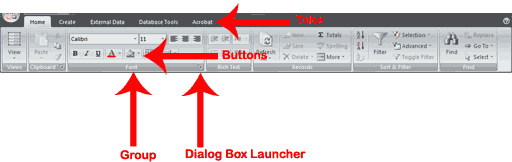 Home Create External Data Database Tools Acrobat
Calibri 11 New Totals Selection Replace
View Paste Refresh Save Spelling Filter Advanced Find Go To
B I U A Buttons Delete More Toggle Filter Select
Views Clipboard Font Rich Text Records Sort & Filter Find
Group Dialog Box Launcher